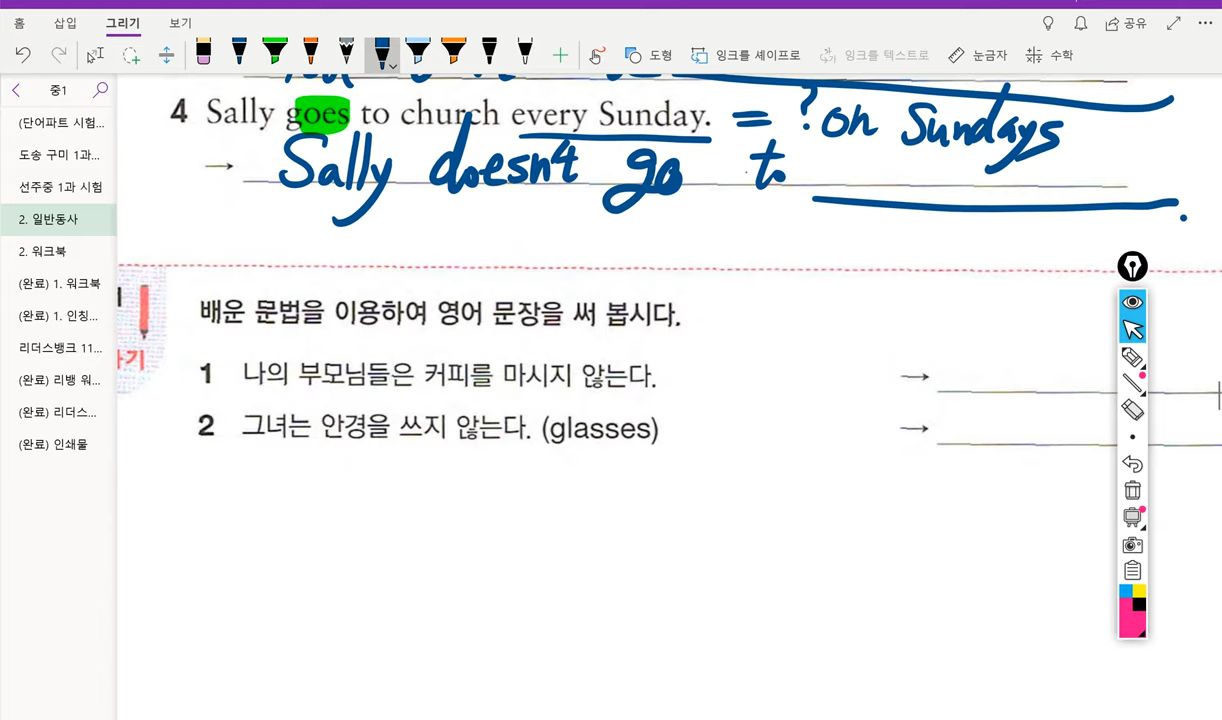 홈 삽입 그리기 보기
공유
도형 잉크를 셰이프로 잉크를 텍스트로 눈금자 수학
중1
(단어파트 시험...
도송 구미 1과...
선주중 1과 시험
2. 일반동사
2. 워크북
(완료) 1. 워크북
(완료) 1. 인칭...
리더스뱅크 11...
(완료) 리뱅 워...
(완료) 리더스...
(완료) 인쇄물
4 Sally goes to church every Sunday. = ? on Sundays
→ Sally doesn't go to
배운 문법을 이용하여 영어 문장을 써 봅시다.
1 나의 부모님들은 커피를 마시지 않는다. →
2 그녀는 안경을 쓰지 않는다. (glasses) →